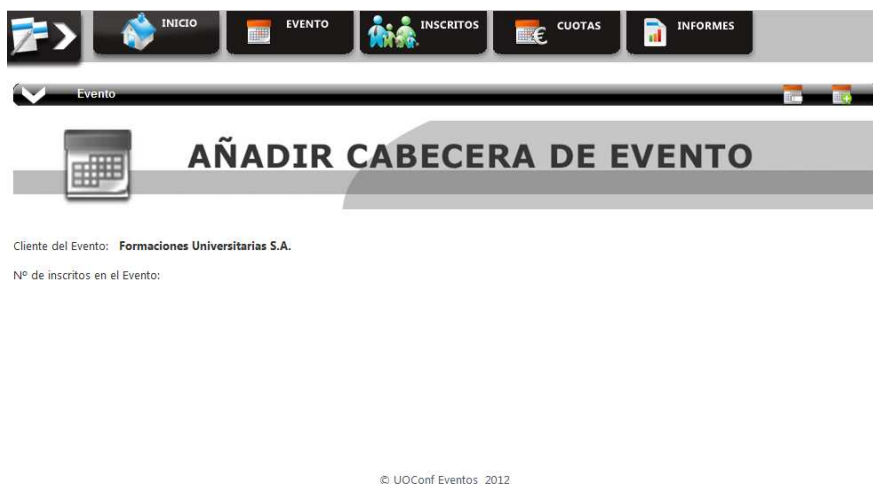 INICIO
EVENTO
INSCRITOS
CUOTAS
INFORMES
Evento
AÑADIR CABECERA DE EVENTO
Cliente del Evento: Formaciones Universitarias S.A.
Nº de inscritos en el Evento:
© UOConf Eventos 2012